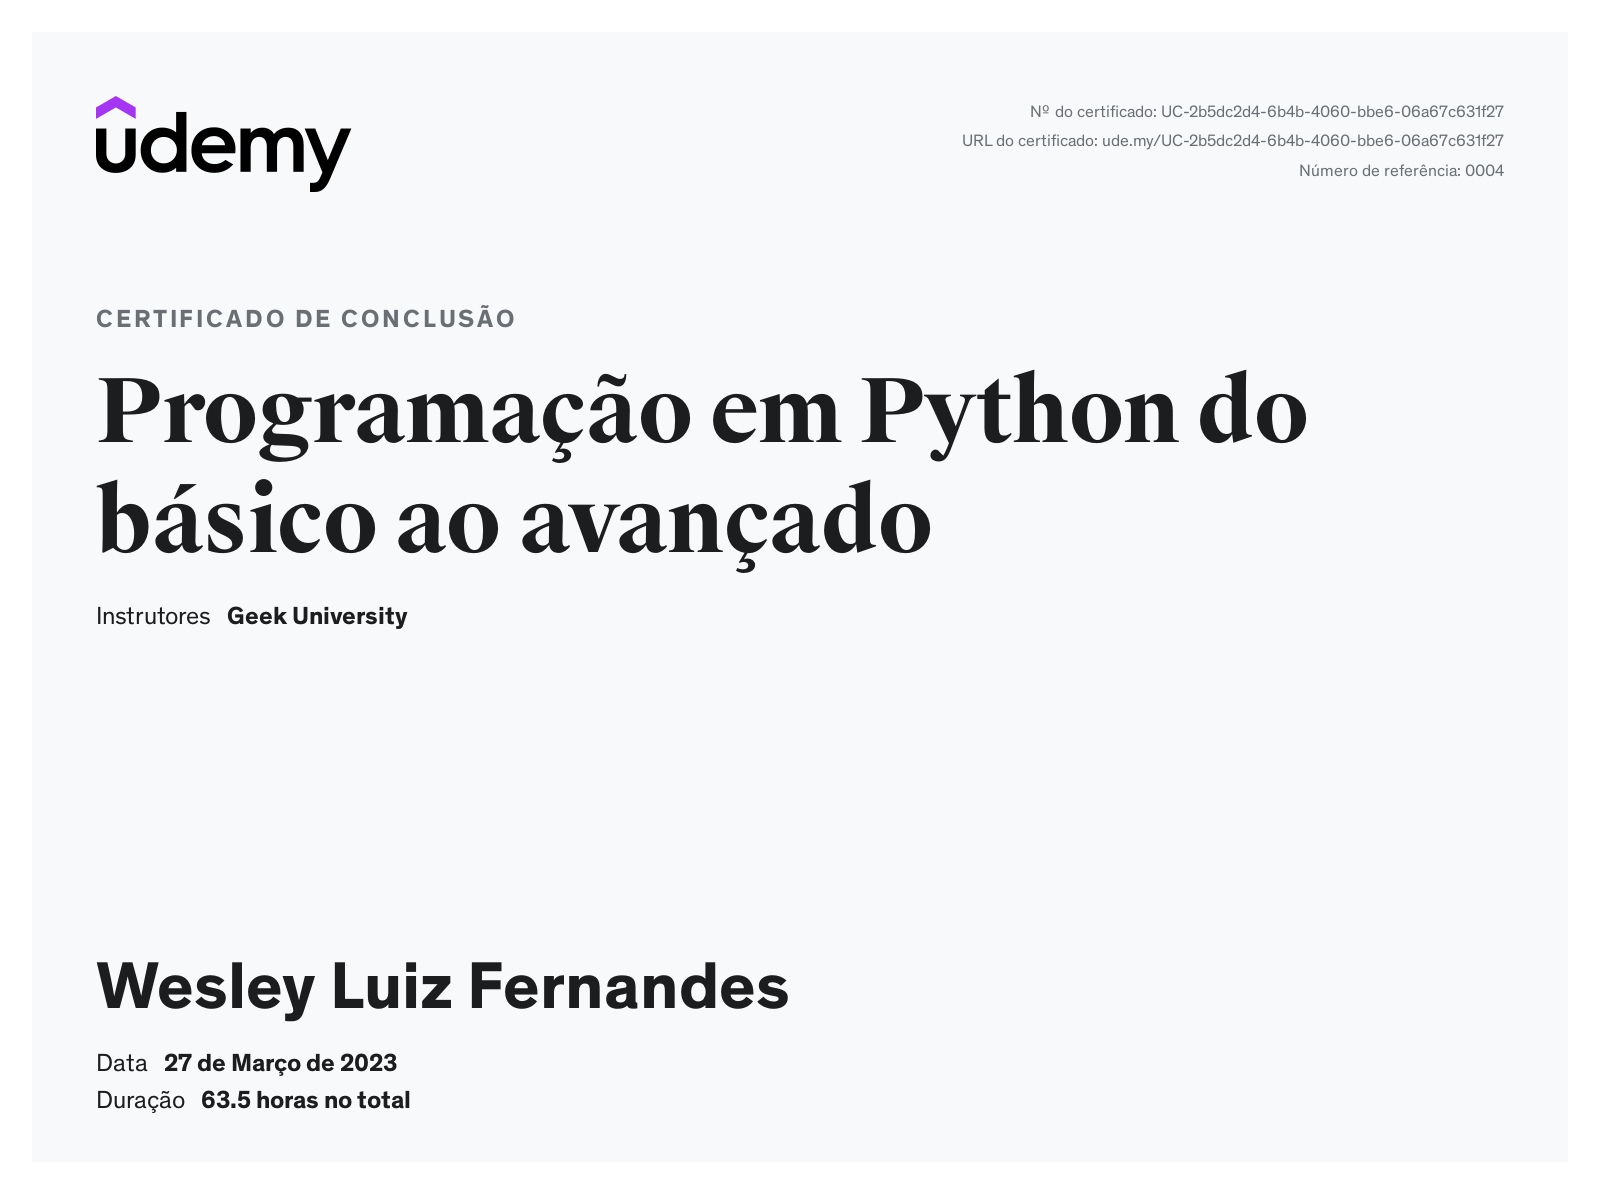 udemy
Nº do certificado: UC-2b5dc2d4-6b4b-4060-bbe6-06a67c631f27
URL do certificado: ude.my/UC-2b5dc2d4-6b4b-4060-bbe6-06a67c631f27
Número de referência: 0004
CERTIFICADO DE CONCLUSÃO
Programação em Python do
básico ao avançado
Instrutores Geek University
Wesley Luiz Fernandes
Data 27 de Março de 2023
Duração 63.5 horas no total